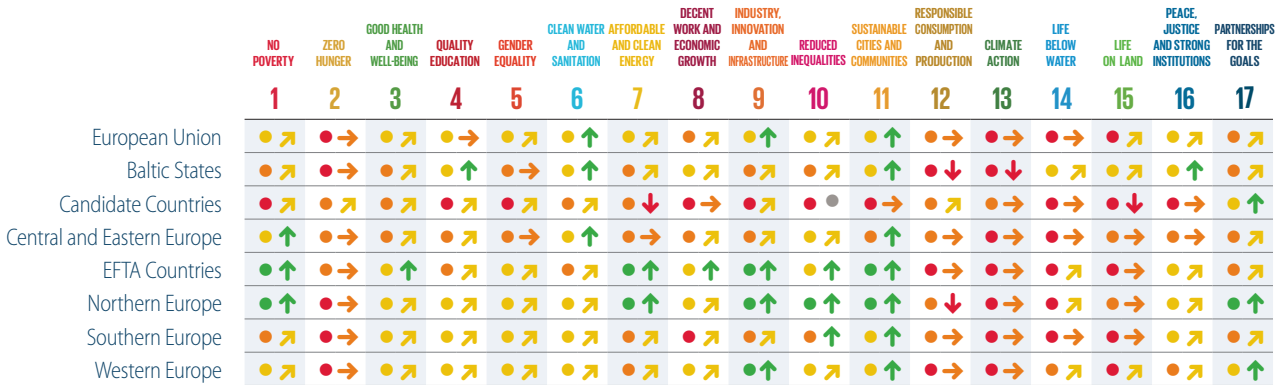 NO
POVERTY
ZERO
HUNGER
GOOD HEALTH
AND
WELL-BEING
QUALITY
EDUCATION
GENDER
EQUALITY
CLEAN WATER
AND
SANITATION
AFFORDABLE
AND CLEAN
ENERGY
DECENT
WORK AND
ECONOMIC
GROWTH
INDUSTRY,
INNOVATION
AND
INFRASTRUCTURE
REDUCED
INEQUALITIES
SUSTAINABLE
CITIES AND
COMMUNITIES
RESPONSIBLE
CONSUMPTION
AND
PRODUCTION
CLIMATE
ACTION
LIFE
BELOW
WATER
LIFE
ON LAND
PEACE,
JUSTICE
AND STRONG
INSTITUTIONS
PARTNERSHIPS
FOR THE
GOALS
1 2 3 4 5 6 7 8 9 10 11 12 13 14 15 16 17
European Union
Baltic States
Candidate Countries
Central and Eastern Europe
EFTA Countries
Northern Europe
Southern Europe
Western Europe